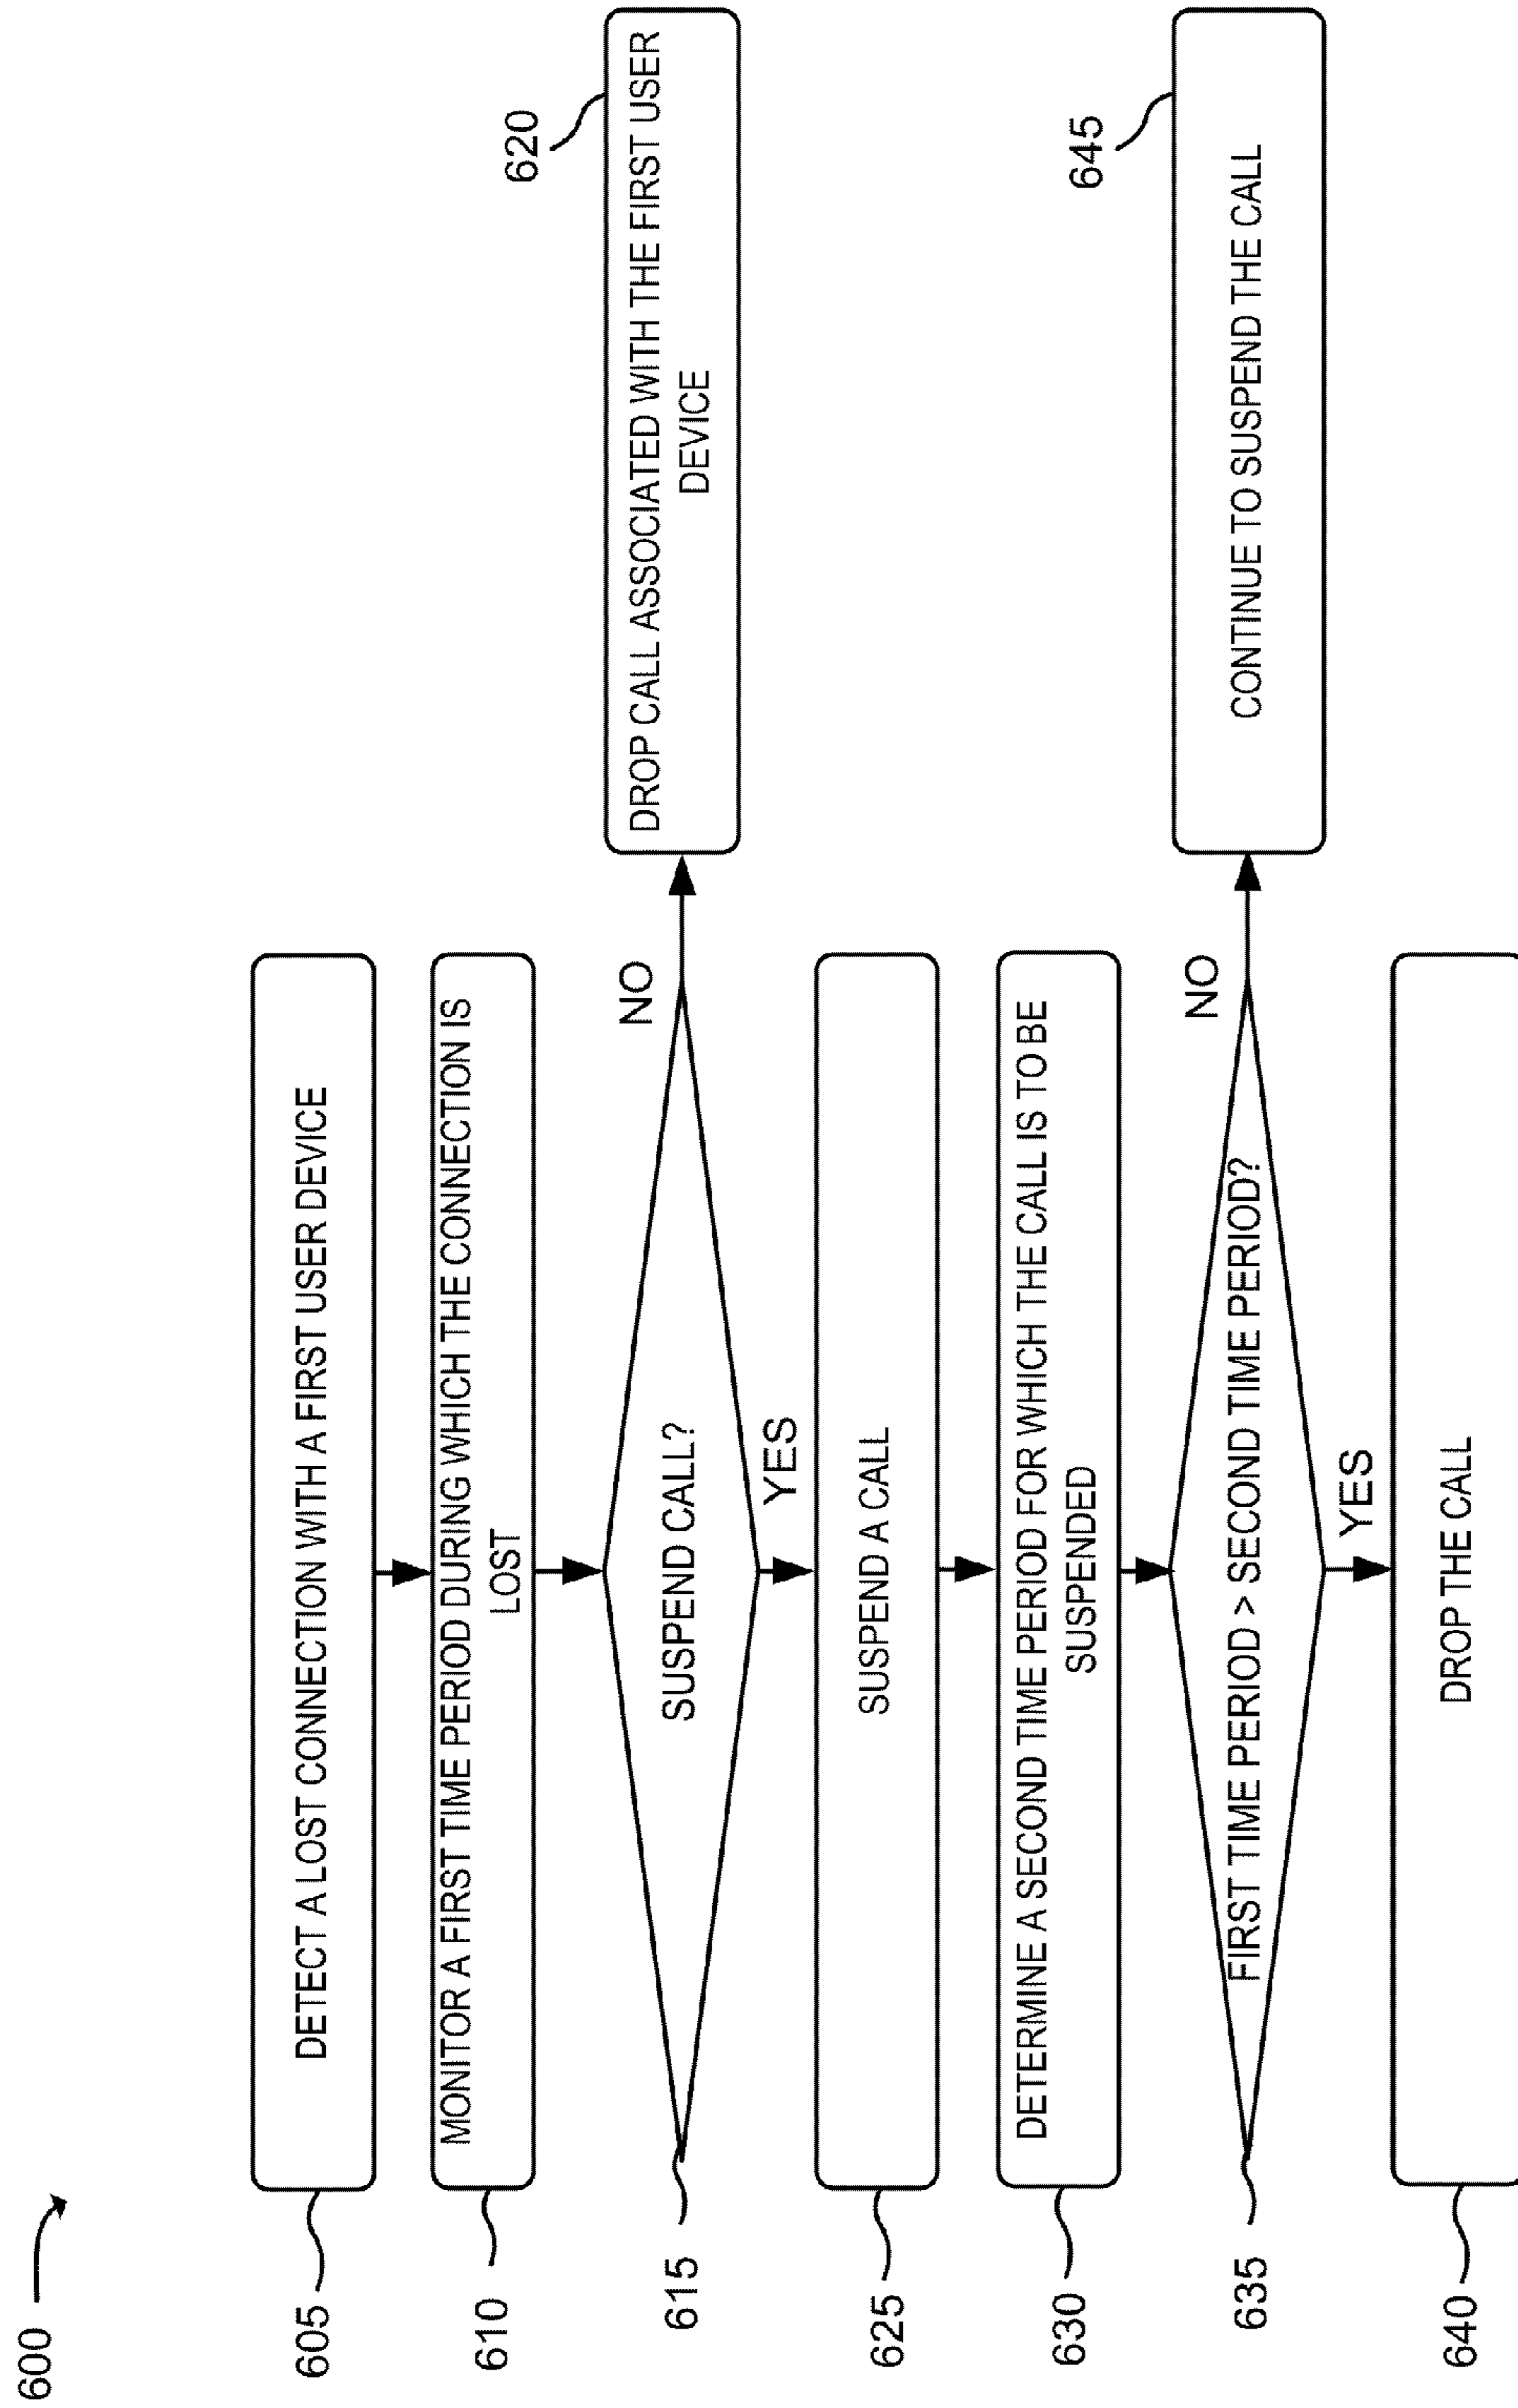 600
605
DETECT A LOST CONNECTION WITH A FIRST USER DEVICE
610
MONITOR A FIRST TIME PERIOD DURING WHICH THE CONNECTION IS
LOST
615
SUSPEND CALL?
NO
620
DROP CALL ASSOCIATED WITH THE FIRST USER
DEVICE
YES
625
SUSPEND A CALL
630
DETERMINE A SECOND TIME PERIOD FOR WHICH THE CALL IS TO BE
SUSPENDED
635
FIRST TIME PERIOD > SECOND TIME PERIOD?
NO
645
CONTINUE TO SUSPEND THE CALL
YES
640
DROP THE CALL